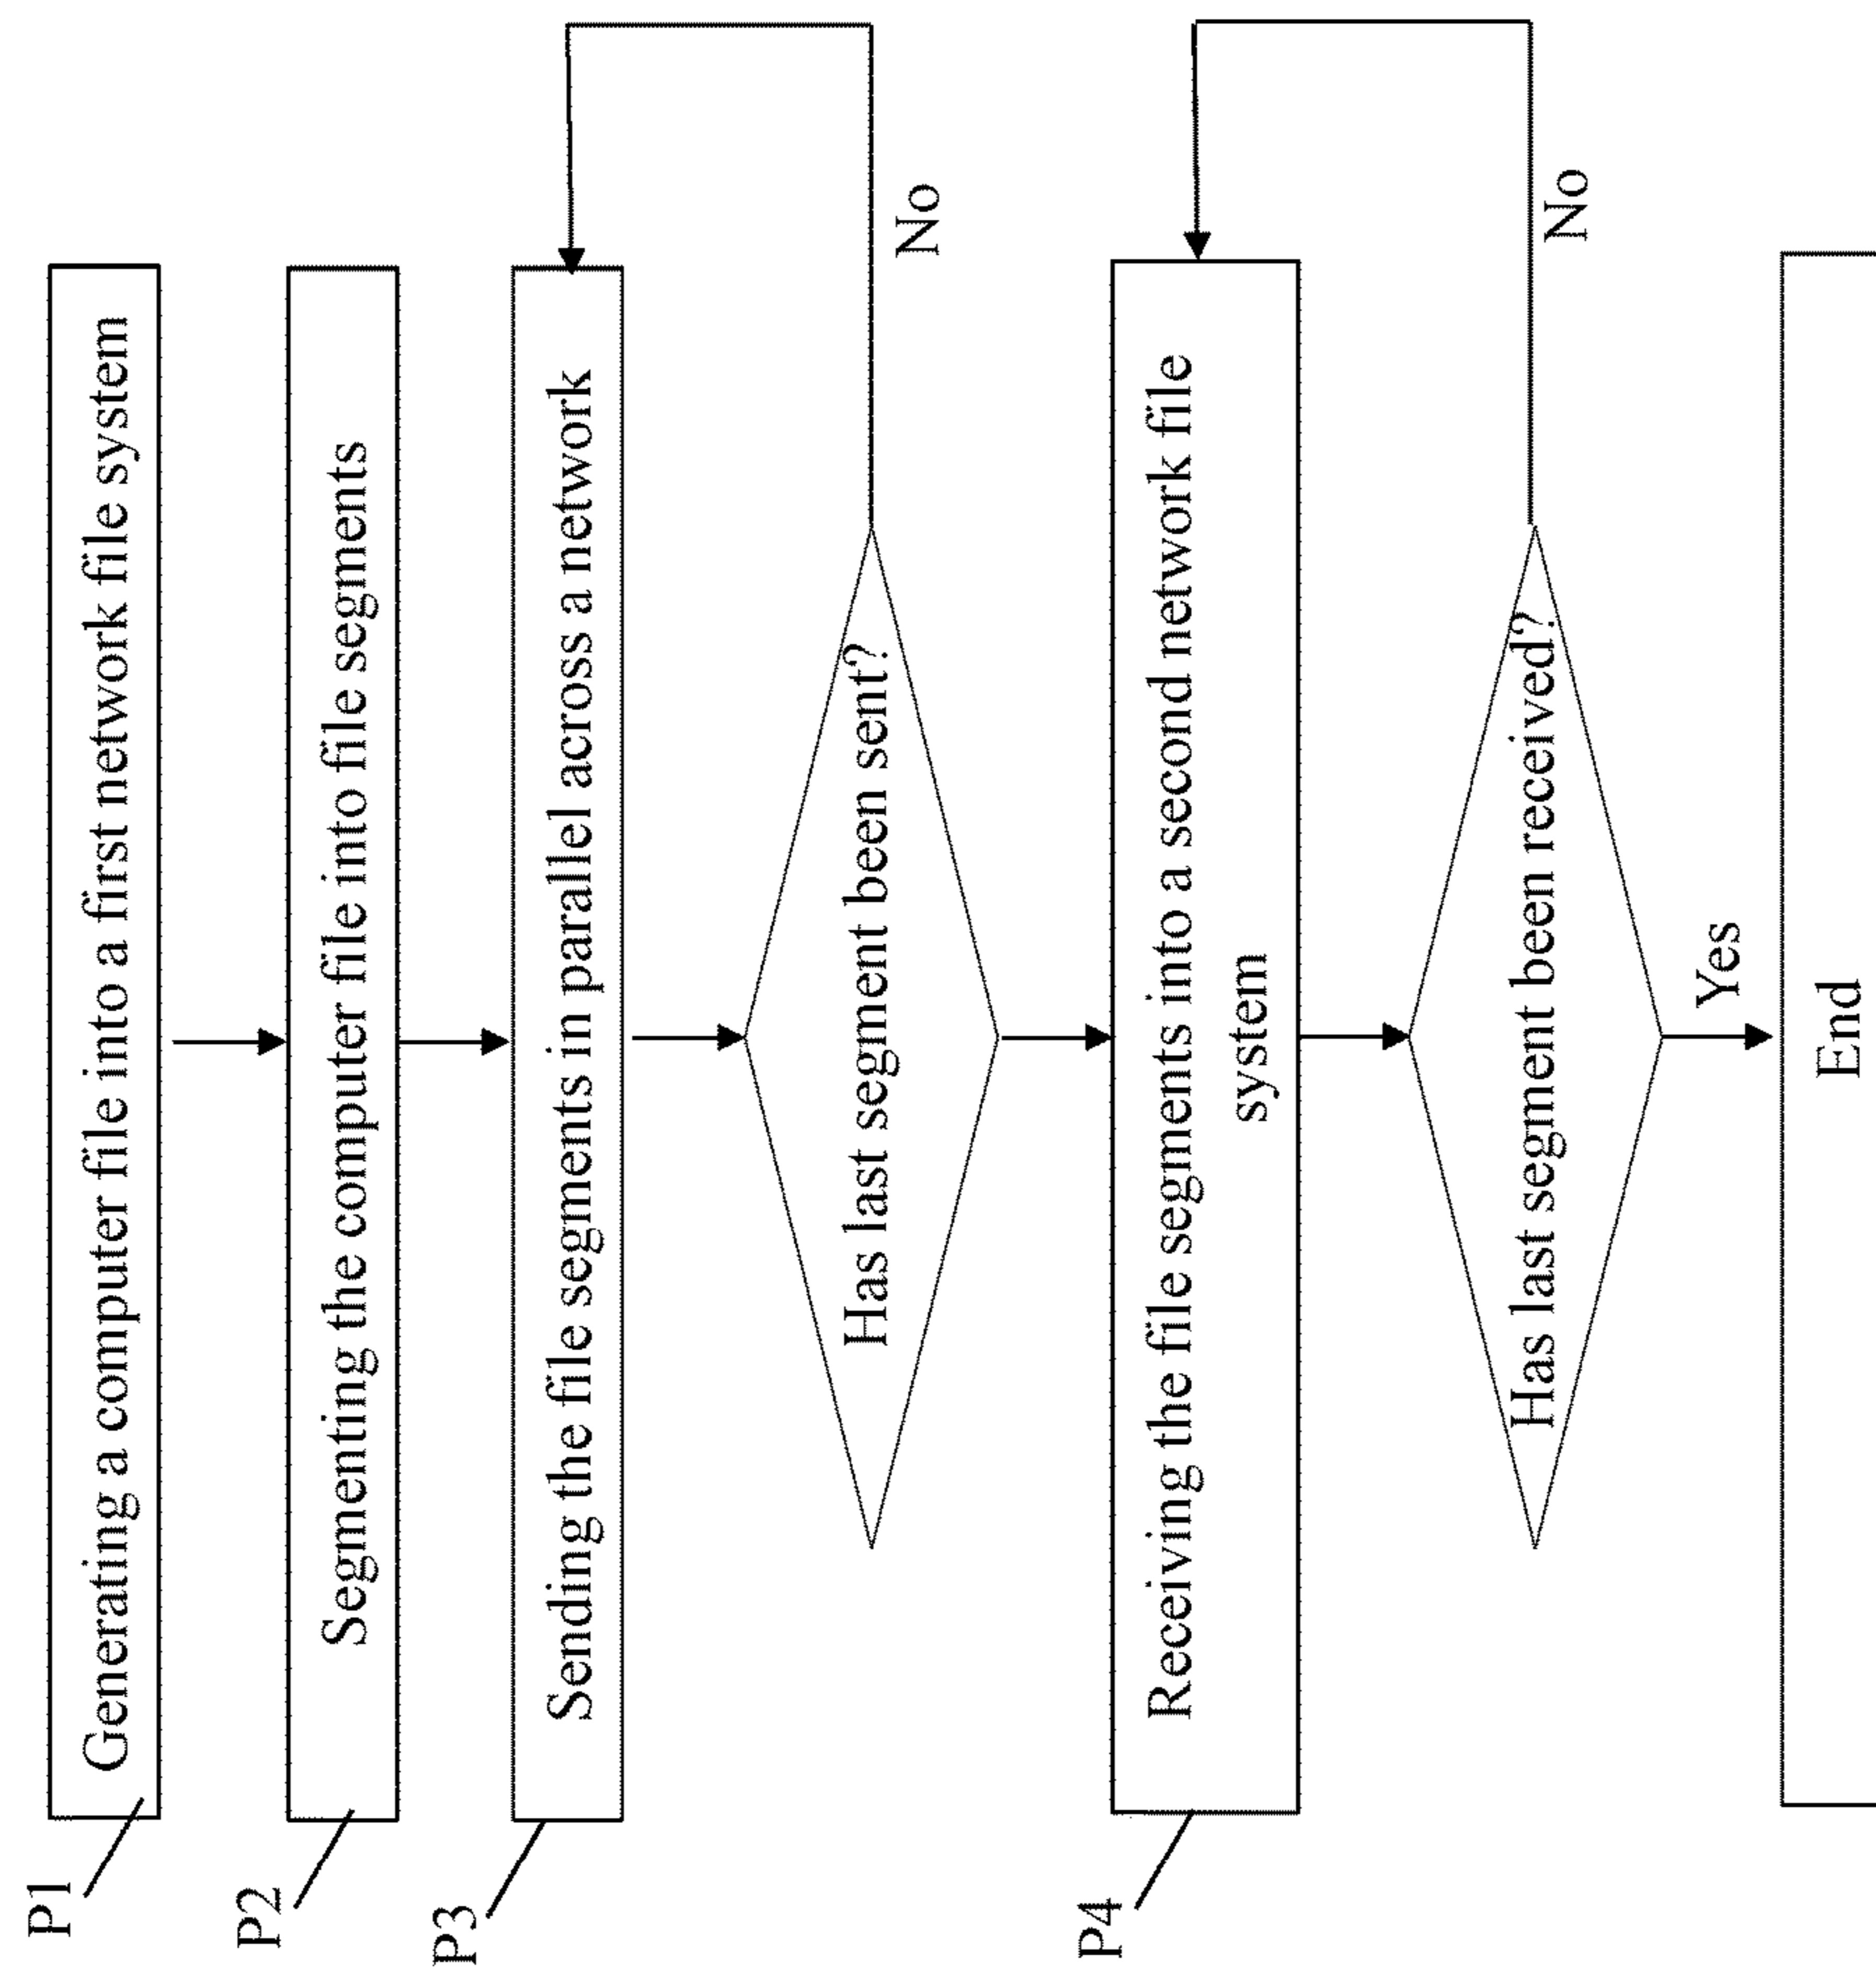 P1
Generating a computer file into a first network file system
P2
Segmenting the computer file into file segments
P3
Sending the file segments in parallel across a network
Has last segment been sent?
No
P4
Receiving the file segments into a second network file
system
Has last segment been received?
No
Yes
End